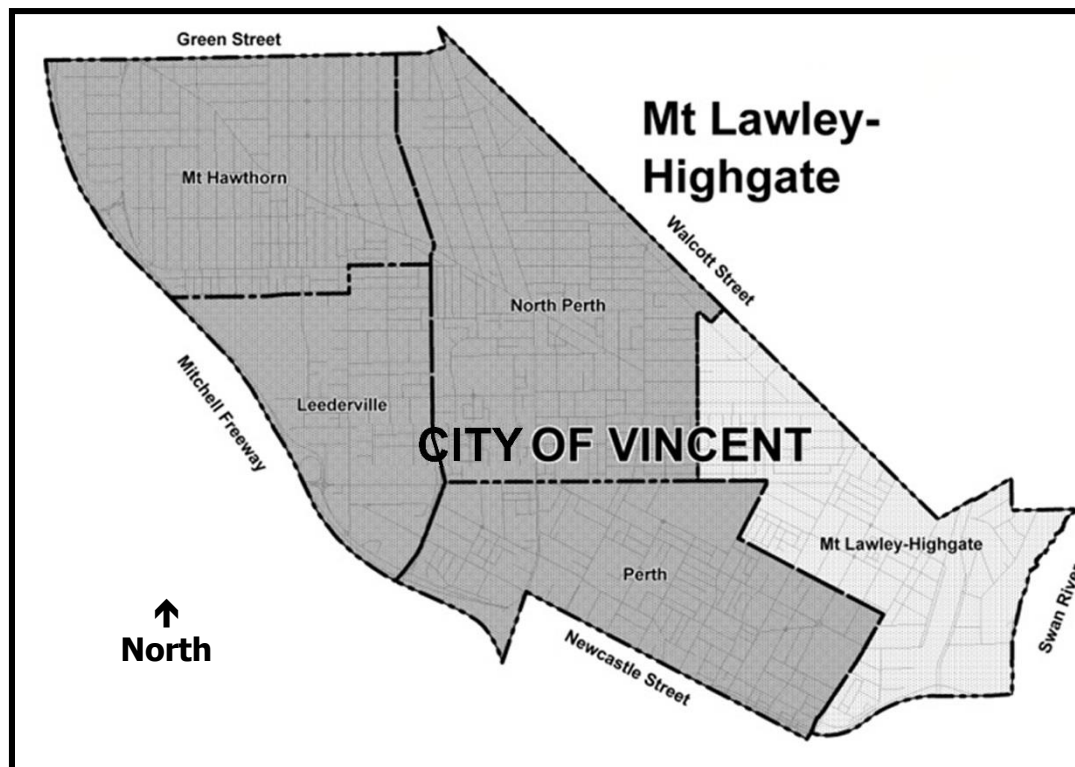 Green Street
Mt Lawley-
Highgate
Mt Hawthorn
Walcott Street
North Perth
Mitchell Freeway
Leederville
CITY OF VINCENT
Mt Lawley-Highgate
Perth
Swan River
↑
North
Newcastle Street